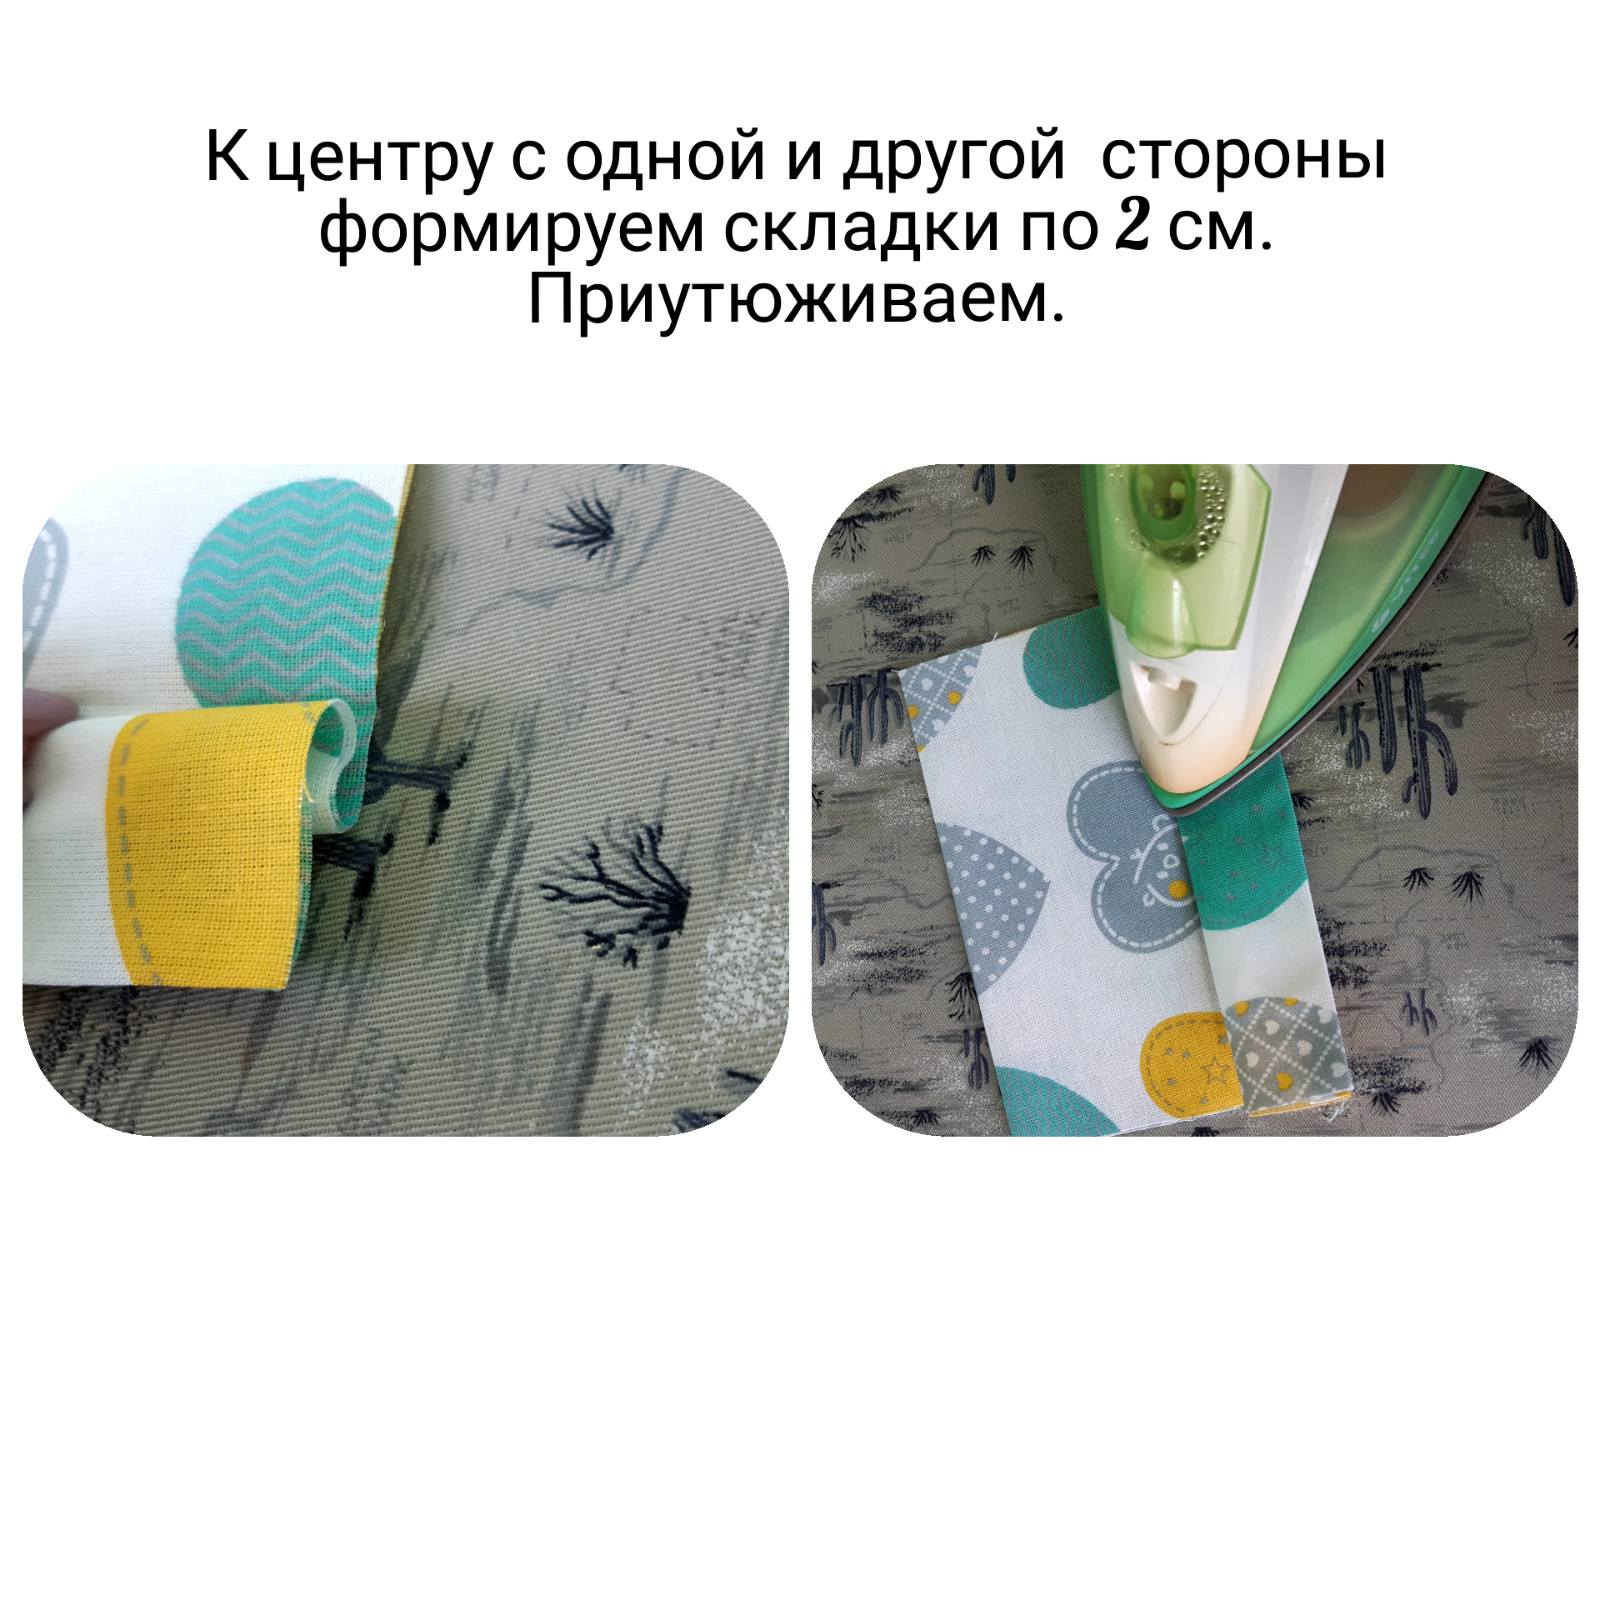 К центру с одной и другой стороны
формируем складки по 2 см.
Приутюживаем.